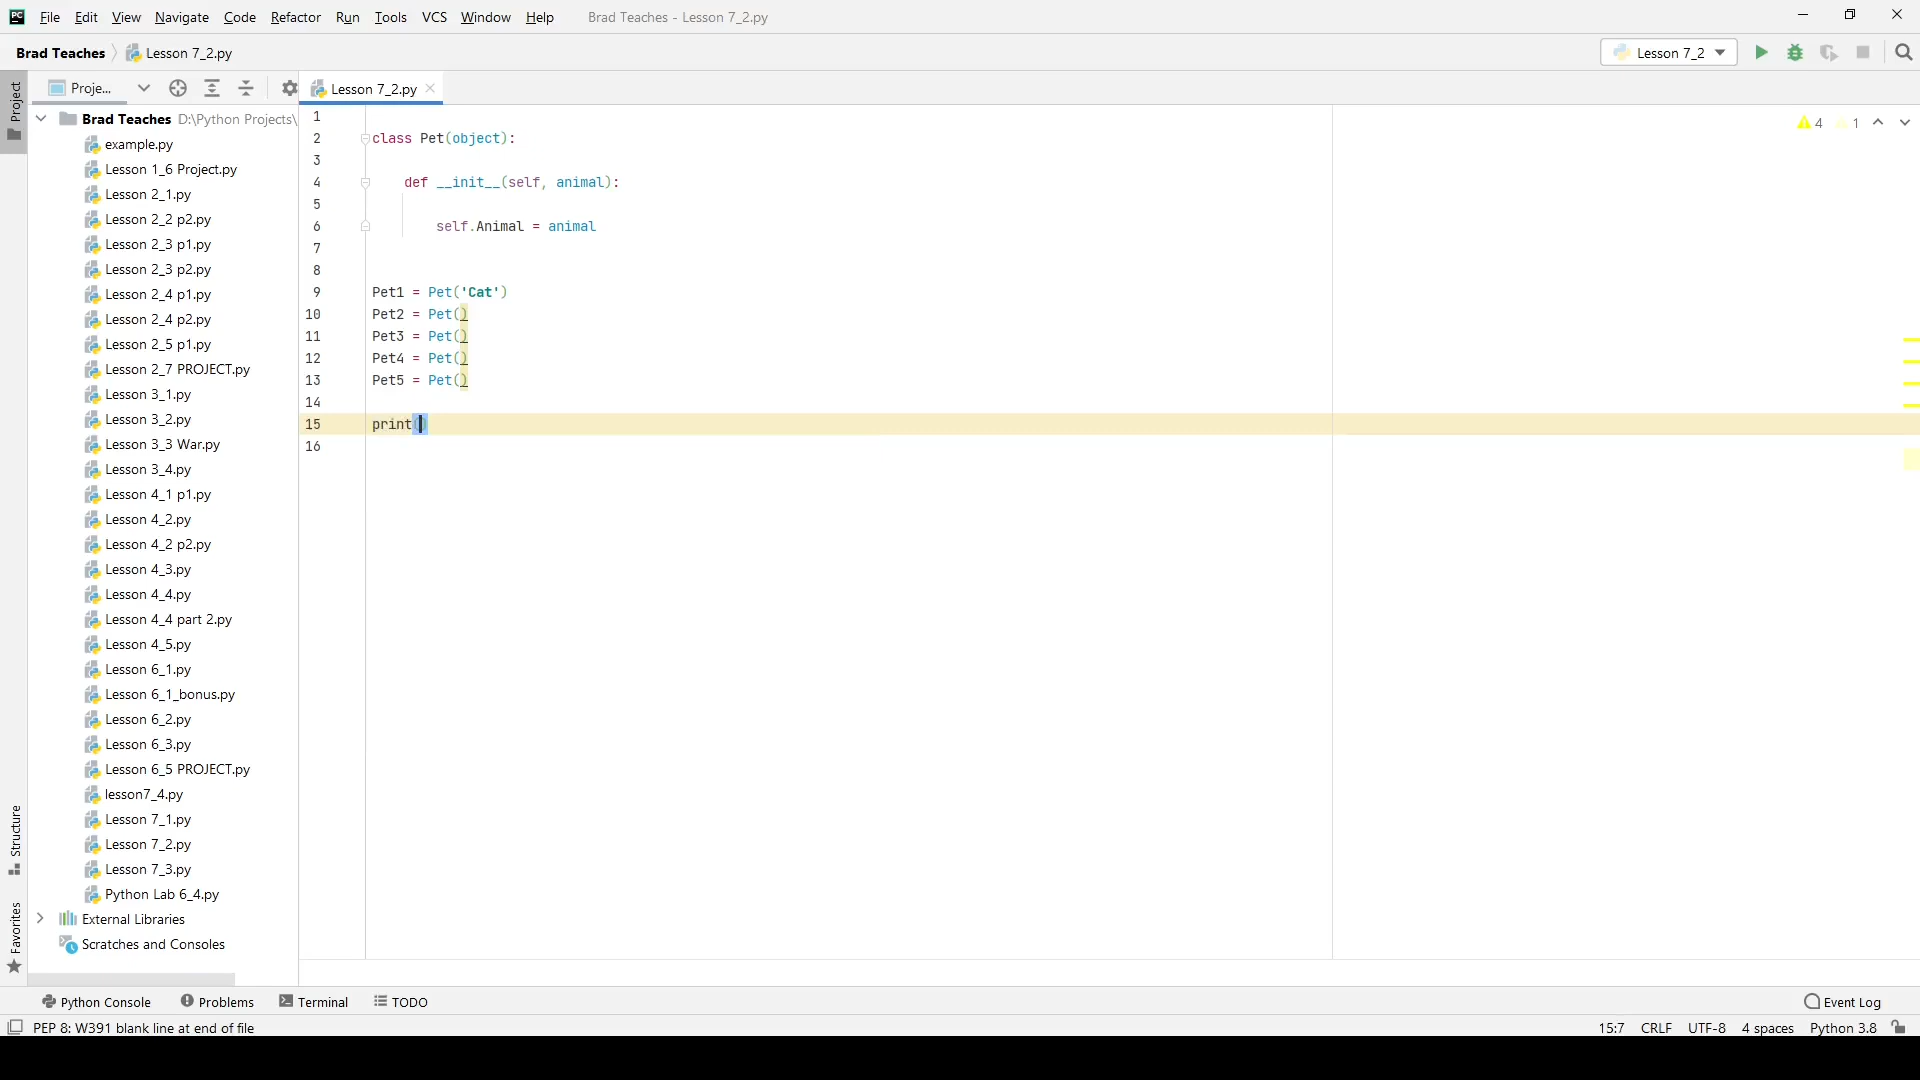 File Edit View Navigate Code Refactor Run Tools VCS Window Help Brad Teaches - Lesson 7_2.py
Brad Teaches Lesson 7_2.py Lesson 7_2
Project
Proje...
Lesson 7_2.py
Brad Teaches D:\Python Projects\
example.py
Lesson 1_6 Project.py
Lesson 2_1.py
Lesson 2_2 p2.py
Lesson 2_3 p1.py
Lesson 2_3 p2.py
Lesson 2_4 p1.py
Lesson 2_4 p2.py
Lesson 2_5 p1.py
Lesson 2_7 PROJECT.py
Lesson 3_1.py
Lesson 3_2.py
Lesson 3_3 War.py
Lesson 3_4.py
Lesson 4_1 p1.py
Lesson 4_2.py
Lesson 4_2 p2.py
Lesson 4_3.py
Lesson 4_4.py
Lesson 4_4 part 2.py
Lesson 4_5.py
Lesson 6_1.py
Lesson 6_1_bonus.py
Lesson 6_2.py
Lesson 6_3.py
Lesson 6_5 PROJECT.py
lesson7_4.py
Lesson 7_1.py
Lesson 7_2.py
Lesson 7_3.py
Python Lab 6_4.py
External Libraries
Scratches and Consoles
Structure
Favorites
1
2 class Pet(object):
3
4 def __init__(self, animal):
5
6 self.Animal = animal
7
8
9 Pet1 = Pet('Cat')
10 Pet2 = Pet()
11 Pet3 = Pet()
12 Pet4 = Pet()
13 Pet5 = Pet()
14
15 print()
16
4 1
Python Console Problems Terminal TODO Event Log
PEP 8: W391 blank line at end of file 15:7 CRLF UTF-8 4 spaces Python 3.8